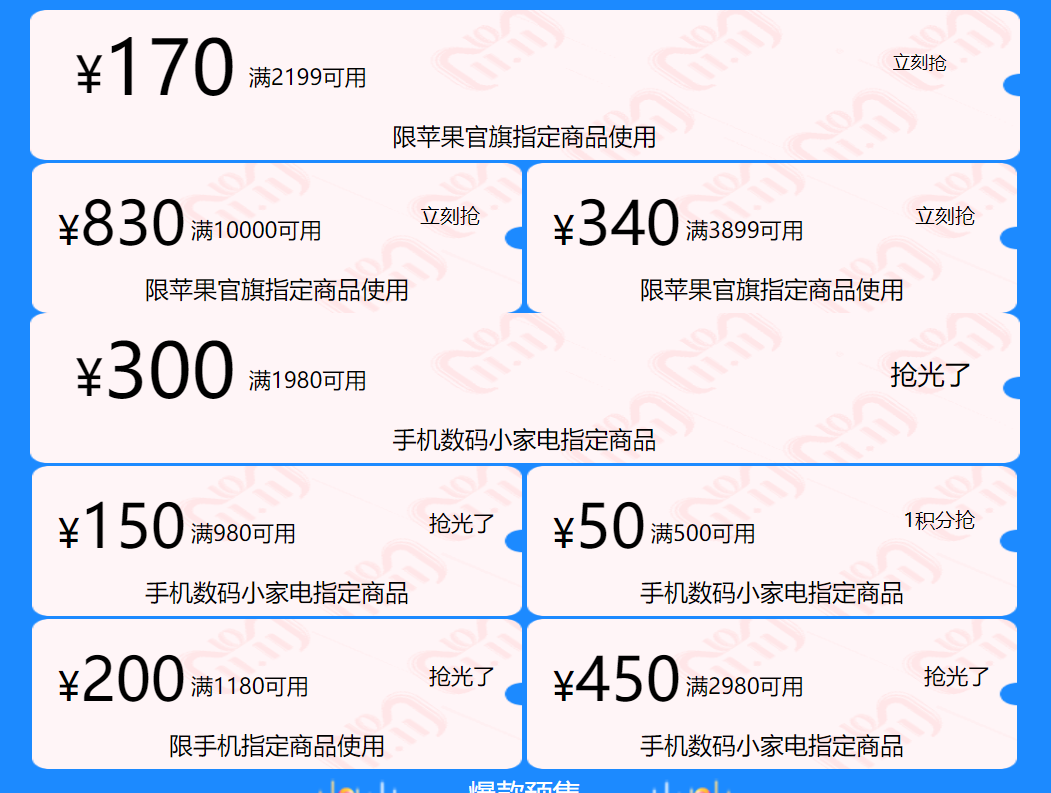 ¥170 满2199可用 立刻抢
限苹果官旗指定商品使用
¥830 满10000可用 立刻抢
限苹果官旗指定商品使用
¥340 满3899可用 立刻抢
限苹果官旗指定商品使用
¥300 满1980可用 抢光了
手机数码小家电指定商品
¥150 满980可用 抢光了
手机数码小家电指定商品
¥50 满500可用 1积分抢
手机数码小家电指定商品
¥200 满1180可用 抢光了
限手机指定商品使用
¥450 满2980可用 抢光了
手机数码小家电指定商品
爆款预售